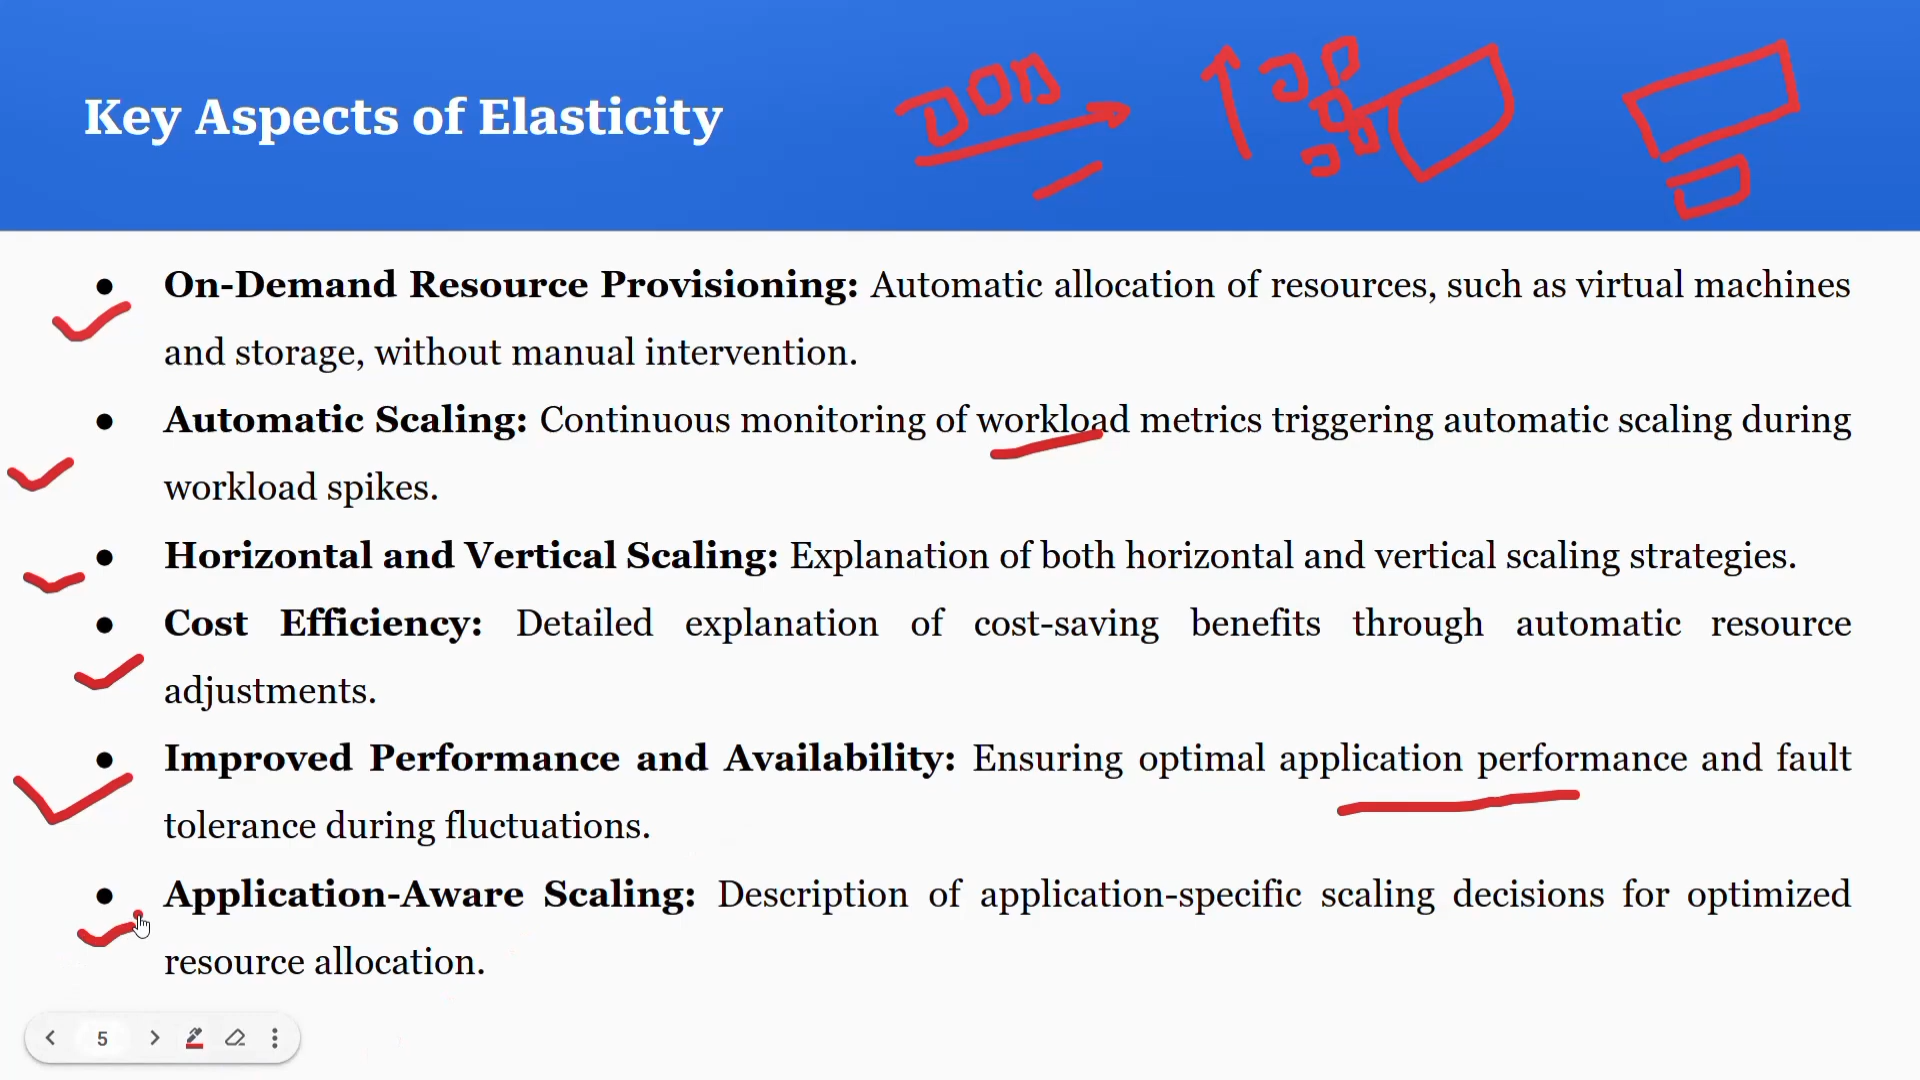 Key Aspects of Elasticity
● On-Demand Resource Provisioning: Automatic allocation of resources, such as virtual machines
and storage, without manual intervention.
● Automatic Scaling: Continuous monitoring of workload metrics triggering automatic scaling during
workload spikes.
● Horizontal and Vertical Scaling: Explanation of both horizontal and vertical scaling strategies.
● Cost Efficiency: Detailed explanation of cost-saving benefits through automatic resource
adjustments.
● Improved Performance and Availability: Ensuring optimal application performance and fault
tolerance during fluctuations.
● Application-Aware Scaling: Description of application-specific scaling decisions for optimized
resource allocation.
5